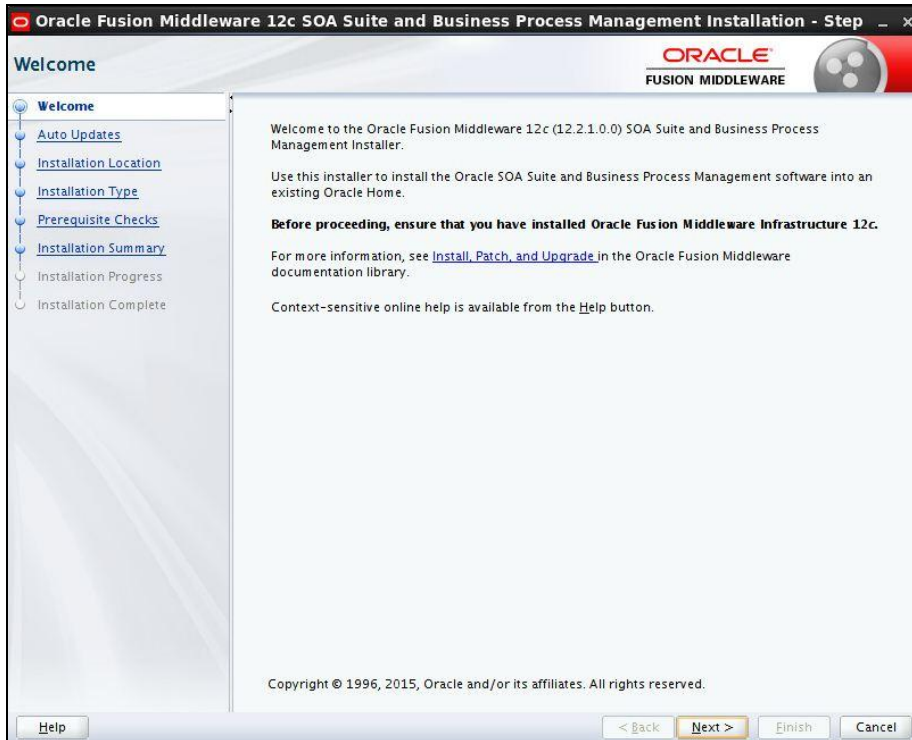 Oracle Fusion Middleware 12c SOA Suite and Business Process Management Installation - Step
Welcome
ORACLE
FUSION MIDDLEWARE
Welcome
Auto Updates
Installation Location
Installation Type
Prerequisite Checks
Installation Summary
Installation Progress
Installation Complete
Welcome to the Oracle Fusion Middleware 12c (12.2.1.0.0) SOA Suite and Business Process
Management Installer.
Use this installer to install the Oracle SOA Suite and Business Process Management software into an
existing Oracle Home.
Before proceeding, ensure that you have installed Oracle Fusion Middleware Infrastructure 12c.
For more information, see Install, Patch, and Upgrade in the Oracle Fusion Middleware
documentation library.
Context-sensitive online help is available from the Help button.
Copyright © 1996, 2015, Oracle and/or its affiliates. All rights reserved.
Help
< Back
Next >
Finish
Cancel